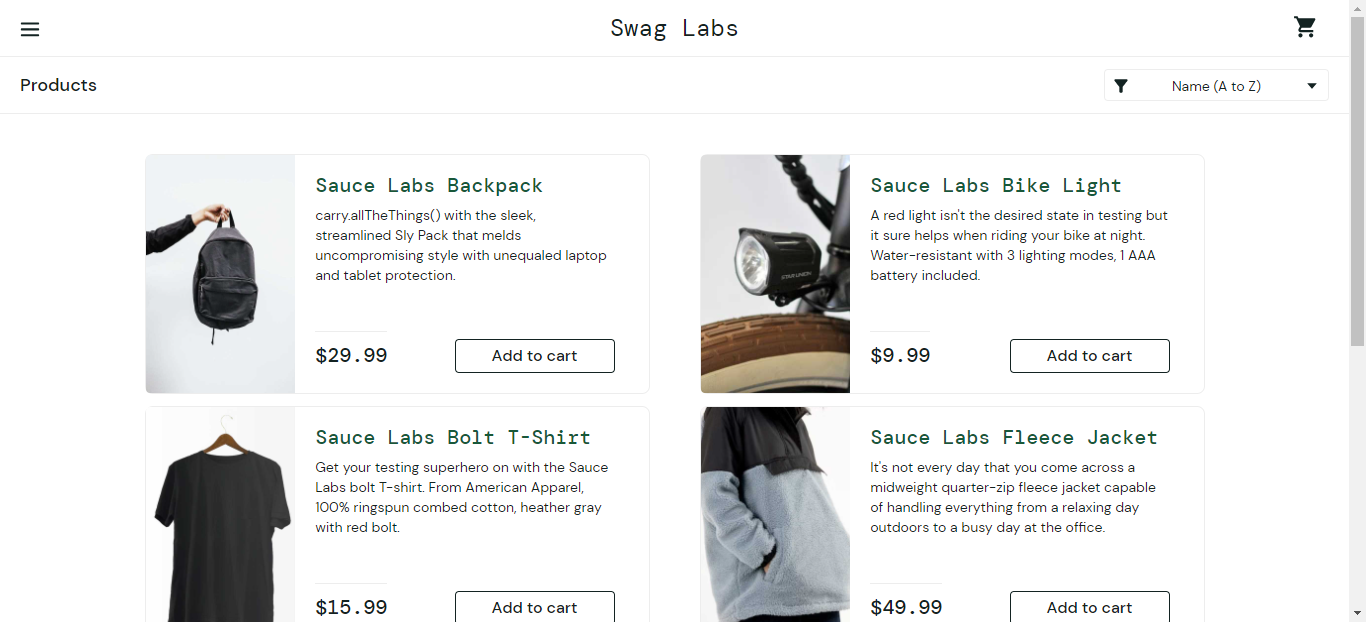 Swag Labs
Products
Name (A to Z)
Sauce Labs Backpack
carry.allTheThings() with the sleek,
streamlined Sly Pack that melds
uncompromising style with unequaled laptop
and tablet protection.
$29.99
Add to cart
STAR UNION
Sauce Labs Bike Light
A red light isn't the desired state in testing but
it sure helps when riding your bike at night.
Water-resistant with 3 lighting modes, 1 AAA
battery included.
$9.99
Add to cart
Sauce Labs Bolt T-Shirt
Get your testing superhero on with the Sauce
Labs bolt T-shirt. From American Apparel,
100% ringspun combed cotton, heather gray
with red bolt.
$15.99
Add to cart
Sauce Labs Fleece Jacket
It's not every day that you come across a
midweight quarter-zip fleece jacket capable
of handling everything from a relaxing day
outdoors to a busy day at the office.
$49.99
Add to cart